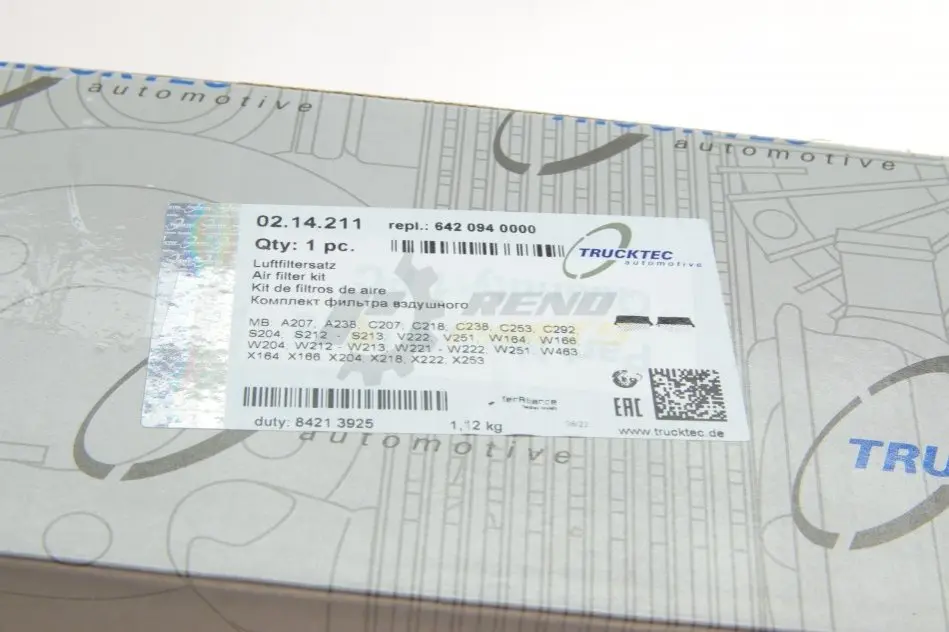 automotive
automotive
02.14.211 repl.: 642 094 0000
Qty: 1 pc.
TRUCKTEC
automotive
Luftfiltersatz
Air filter kit
Kit de filtros de aire
Комплект фильтра вздушного
MB A207, A238, C207, C218, C238, C253, C292,
S204, S212 - S213, V222, V251, W164, W166
W204, W212 - W213, W221 - W222, W251, W463
X164 X166 X204 X218, X222, X253
EAC
duty: 8421 3925 1,12 kg
www.trucktec.de
automotive
TRU